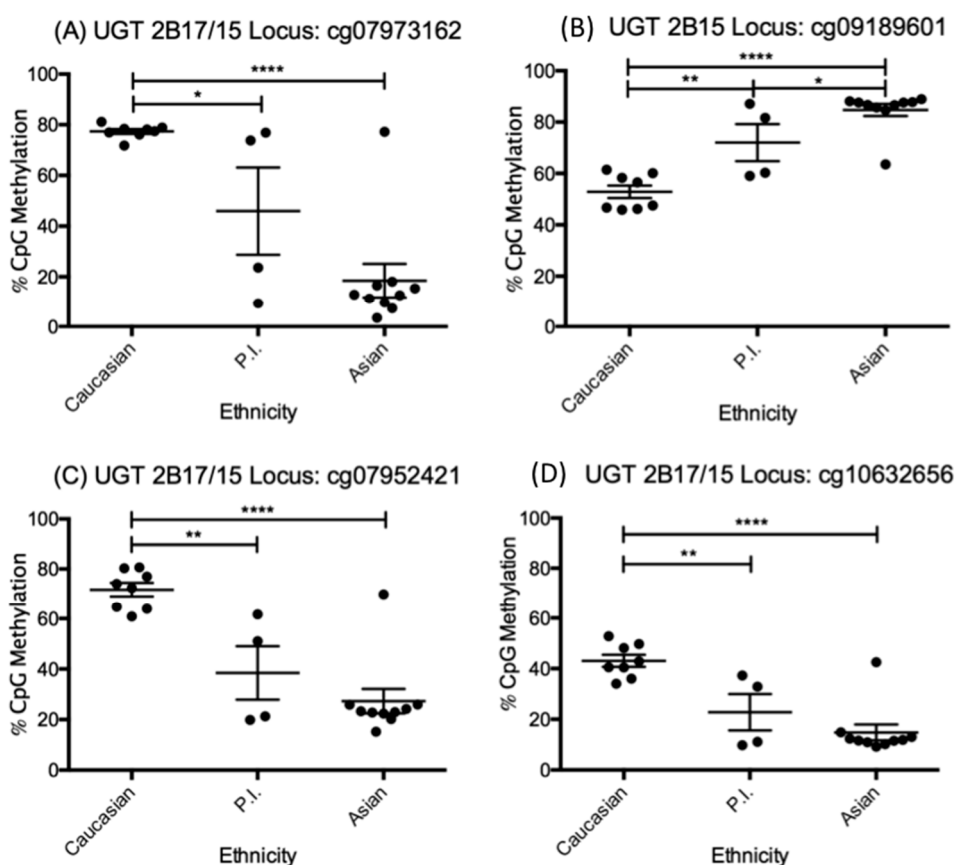 (A) UGT 2B17/15 Locus: cg07973162
% CpG Methylation
100
80
60
40
20
0
****
*
Caucasian
P.I.
Asian
Ethnicity
(B) UGT 2B15 Locus: cg09189601
% CpG Methylation
100
80
60
40
20
0
****
**
*
Caucasian
P.I.
Asian
Ethnicity
(C) UGT 2B17/15 Locus: cg07952421
% CpG Methylation
100
80
60
40
20
0
****
**
Caucasian
P.I.
Asian
Ethnicity
(D) UGT 2B17/15 Locus: cg10632656
% CpG Methylation
100
80
60
40
20
0
****
**
Caucasian
P.I.
Asian
Ethnicity